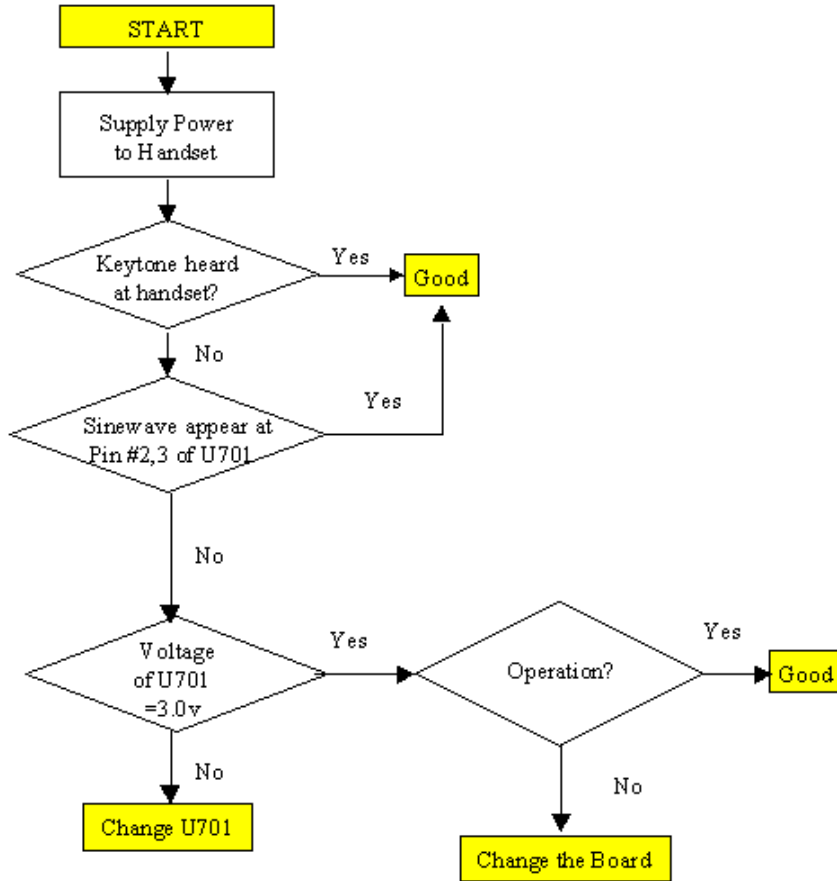 START
Supply Power
to Handset
Keytone heard
at handset?
Yes
Good
No
Sinewave appear at
Pin #2,3 of U701
Yes
No
Voltage
of U701
=3.0v
Yes
Operation?
Yes
Good
No
Change U701
No
Change the Board